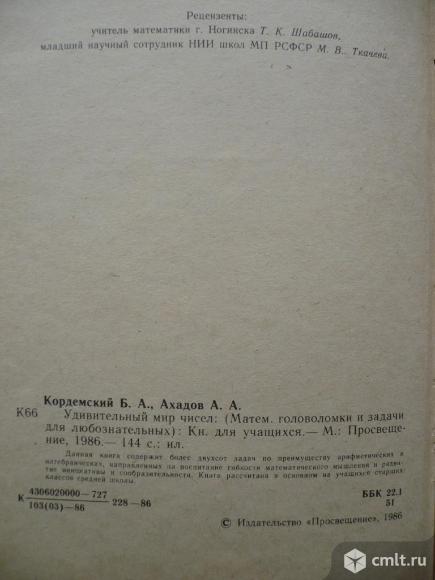 Рецензенты:
учитель математики г. Ногинска Т. К. Шабашов,
младший научный сотрудник НИИ школ МП РСФСР М. В. Ткачева.
Кордемский Б. А., Ахадов А. А.
К66 Удивительный мир чисел: (Матем. головоломки и задачи
для любознательных): Кн. для учащихся.— М.: Просвеще-
ние, 1986.— 144 с.: ил.
Данная книга содержит более двухсот задач по преимуществу арифметических и
алгебраических, направленных на воспитание гибкости математического мышления и разви-
тие инициативы и сообразительности. Книга рассчитана в основном на учащихся старших
классов средней школы.
К 4306020000—727 228—86
103(03)—86
ББК 22.1
51
© Издательство «Просвещение», 1986
cmlt.ru